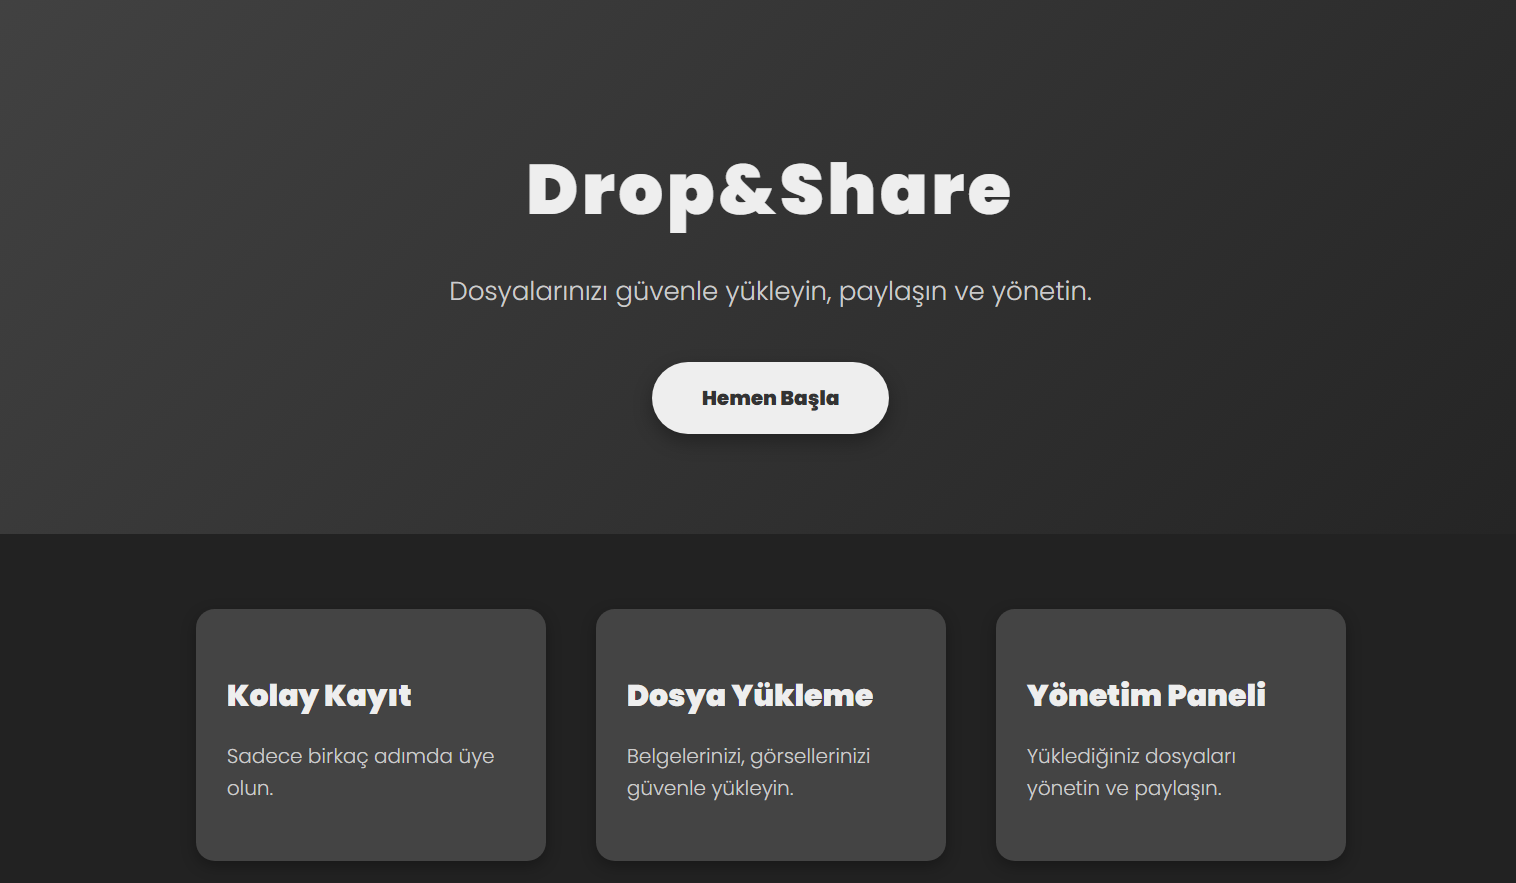 Drop&Share
Dosyalarınızı güvenle yükleyin, paylaşın ve yönetin.
Hemen Başla
Kolay Kayıt
Sadece birkaç adımda üye
olun.
Dosya Yükleme
Belgelerinizi, görsellerinizi
güvenle yükleyin.
Yönetim Paneli
Yüklediğiniz dosyaları
yönetin ve paylaşın.